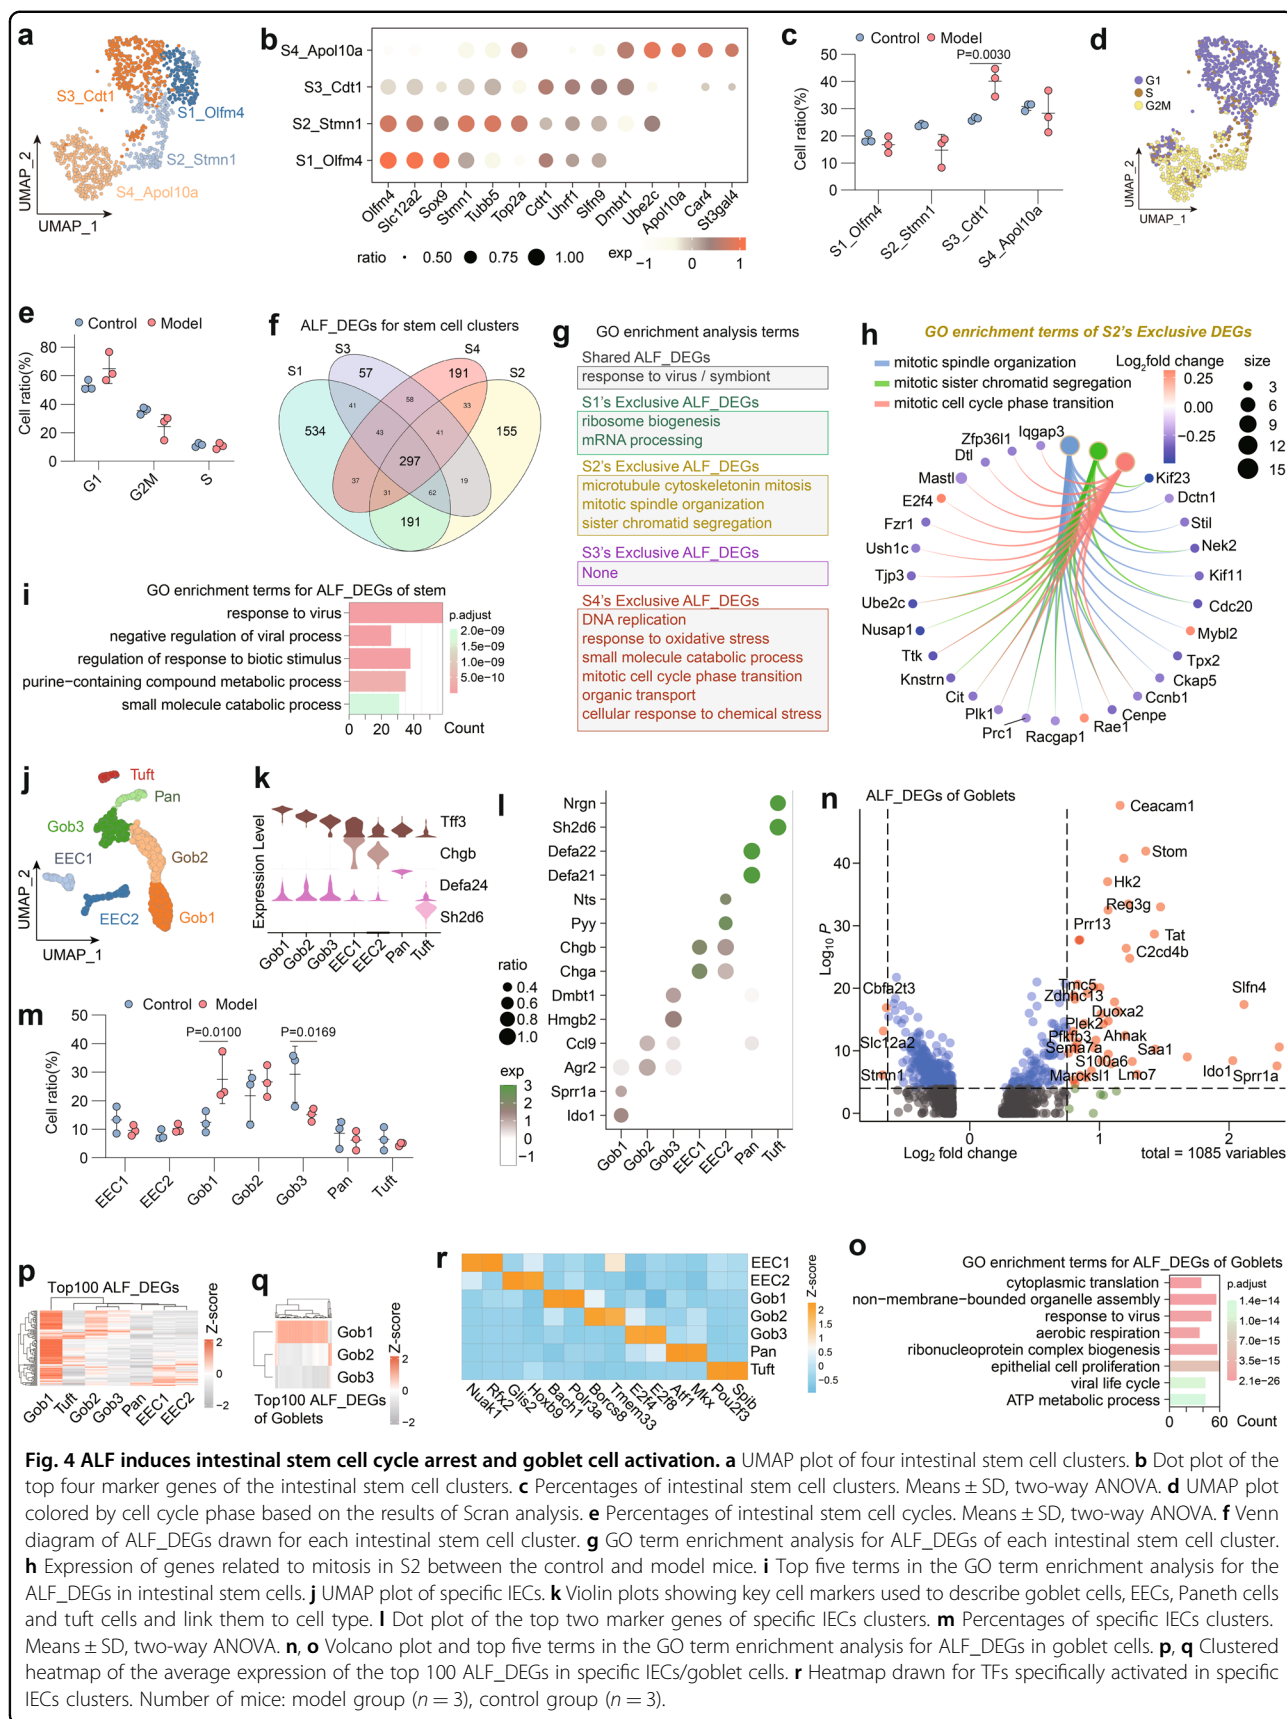 a
S3_Cdt1
S1_Olfm4
S2_Stmn1
S4_Apol10a
UMAP_2
UMAP_1
b
S4_Apol10a
S3_Cdt1
S2_Stmn1
S1_Olfm4
Olfm4 Slc12a2 Sox9 Stmn1 Tubb5 Top2a Cdt1 Uhrf1 Slfn9 Dmbt1 Ube2c Apol10a Car4 St3gal4
ratio 0.50 0.75 1.00 exp −1 0 1
c
Control Model
P=0.0030
Cell ratio(%)
50
40
30
20
10
0
S1_Olfm4 S2_Stmn1 S3_Cdt1 S4_Apol10a
d
G1
S
G2M
UMAP_2
UMAP_1
e
Control Model
Cell ratio(%)
80
60
40
20
0
G1 G2M S
f
ALF_DEGs for stem cell clusters
S1 S3 S4 S2
57 191
534 155
41 58 33
43 41
297
37 31 62 19
191
g
GO enrichment analysis terms
Shared ALF_DEGs
response to virus / symbiont
S1's Exclusive ALF_DEGs
ribosome biogenesis
mRNA processing
S2's Exclusive ALF_DEGs
microtubule cytoskeletonin mitosis
mitotic spindle organization
sister chromatid segregation
S3's Exclusive ALF_DEGs
None
S4's Exclusive ALF_DEGs
DNA replication
response to oxidative stress
small molecule catabolic process
mitotic cell cycle phase transition
organic transport
cellular response to chemical stress
h
GO enrichment terms of S2's Exclusive DEGs
mitotic spindle organization
mitotic sister chromatid segregation
mitotic cell cycle phase transition
Log2fold change
0.25
0.00
−0.25
size
3
6
9
12
15
Iqgap3
Zfp36l1
Dtl
Mastl
E2f4
Fzr1
Ush1c
Tjp3
Ube2c
Nusap1
Ttk
Knstrn
Cit
Plk1
Prc1
Racgap1
Rae1
Cenpe
Ccnb1
Ckap5
Tpx2
Mybl2
Cdc20
Kif11
Nek2
Stil
Dctn1
Kif23
i
GO enrichment terms for ALF_DEGs of stem
response to virus
negative regulation of viral process
regulation of response to biotic stimulus
purine−containing compound metabolic process
small molecule catabolic process
0 20 40 Count
p.adjust
2.0e−09
1.5e−09
1.0e−09
5.0e−10
j
Tuft
Pan
Gob3
Gob2
EEC1
EEC2
Gob1
UMAP_2
UMAP_1
k
Expression Level
Tff3
Chgb
Defa24
Sh2d6
Gob1 Gob2 Gob3 EEC1 EEC2 Pan Tuft
l
Nrgn
Sh2d6
Defa22
Defa21
Nts
Pyy
Chgb
Chga
Dmbt1
Hmgb2
Ccl9
Agr2
Sprr1a
Ido1
Gob1 Gob2 Gob3 EEC1 EEC2 Pan Tuft
ratio
0.4
0.6
0.8
1.0
exp
3
2
1
0
−1
m
Control Model
P=0.0100 P=0.0169
Cell ratio(%)
50
40
30
20
10
0
EEC1 EEC2 Gob1 Gob2 Gob3 Pan Tuft
n
ALF_DEGs of Goblets
Log10 P
40
30
20
10
0
Ceacam1
Stom
Hk2
Reg3g
Prr13
Tat
C2cd4b
Cbfa2t3
Tmc5
Zdhhc13
Slfn4
Duoxa2
Plek2
Slc12a2
Pfkfb3
Ahnak
Sema7a
Saa1
S100a6
Stmn1
Marcksl1
Lmo7
Ido1
Sprr1a
0 1 2
Log2 fold change
total = 1085 variables
p
Top100 ALF_DEGs
Gob1 Tuft Gob2 Gob3 Pan EEC1 EEC2
Z-score
2
0
−2
q
Gob1
Gob2
Gob3
Top100 ALF_DEGs
of Goblets
Z-score
2
0
−2
r
EEC1
EEC2
Gob1
Gob2
Gob3
Pan
Tuft
Nuak1 Rfx2 Glis2 Hoxb9 Bach1 Polr3a Borcs8 Tmem33 E2f4 E2f8 Atf1 Mkx Pou2f3 Spib
Z-score
2
1.5
1
0.5
0
−0.5
o
GO enrichment terms for ALF_DEGs of Goblets
cytoplasmic translation
non−membrane−bounded organelle assembly
response to virus
aerobic respiration
ribonucleoprotein complex biogenesis
epithelial cell proliferation
viral life cycle
ATP metabolic process
0 60 Count
p.adjust
1.4e−14
1.0e−14
7.0e−15
3.5e−15
2.1e−26
Fig. 4 ALF induces intestinal stem cell cycle arrest and goblet cell activation. a UMAP plot of four intestinal stem cell clusters. b Dot plot of the
top four marker genes of the intestinal stem cell clusters. c Percentages of intestinal stem cell clusters. Means ± SD, two-way ANOVA. d UMAP plot
colored by cell cycle phase based on the results of Scran analysis. e Percentages of intestinal stem cell cycles. Means ± SD, two-way ANOVA. f Venn
diagram of ALF_DEGs drawn for each intestinal stem cell cluster. g GO term enrichment analysis for ALF_DEGs of each intestinal stem cell cluster.
h Expression of genes related to mitosis in S2 between the control and model mice. i Top five terms in the GO term enrichment analysis for the
ALF_DEGs in intestinal stem cells. j UMAP plot of specific IECs. k Violin plots showing key cell markers used to describe goblet cells, EECs, Paneth cells
and tuft cells and link them to cell type. l Dot plot of the top two marker genes of specific IECs clusters. m Percentages of specific IECs clusters.
Means ± SD, two-way ANOVA. n, o Volcano plot and top five terms in the GO term enrichment analysis for ALF_DEGs in goblet cells. p, q Clustered
heatmap of the average expression of the top 100 ALF_DEGs in specific IECs/goblet cells. r Heatmap drawn for TFs specifically activated in specific
IECs clusters. Number of mice: model group (n = 3), control group (n = 3).